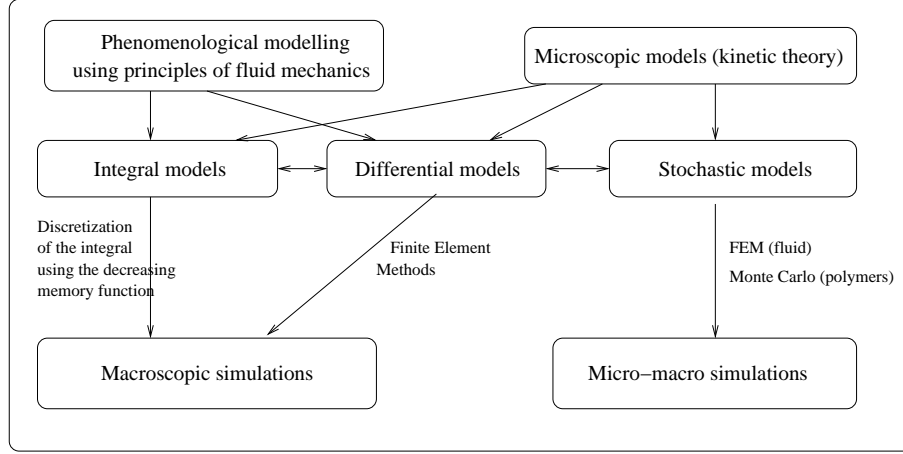 Phenomenological modelling
using principles of fluid mechanics
Microscopic models (kinetic theory)
Integral models
Differential models
Stochastic models
Discretization
of the integral
using the decreasing
memory function
Finite Element
Methods
FEM (fluid)
Monte Carlo (polymers)
Macroscopic simulations
Micro−macro simulations